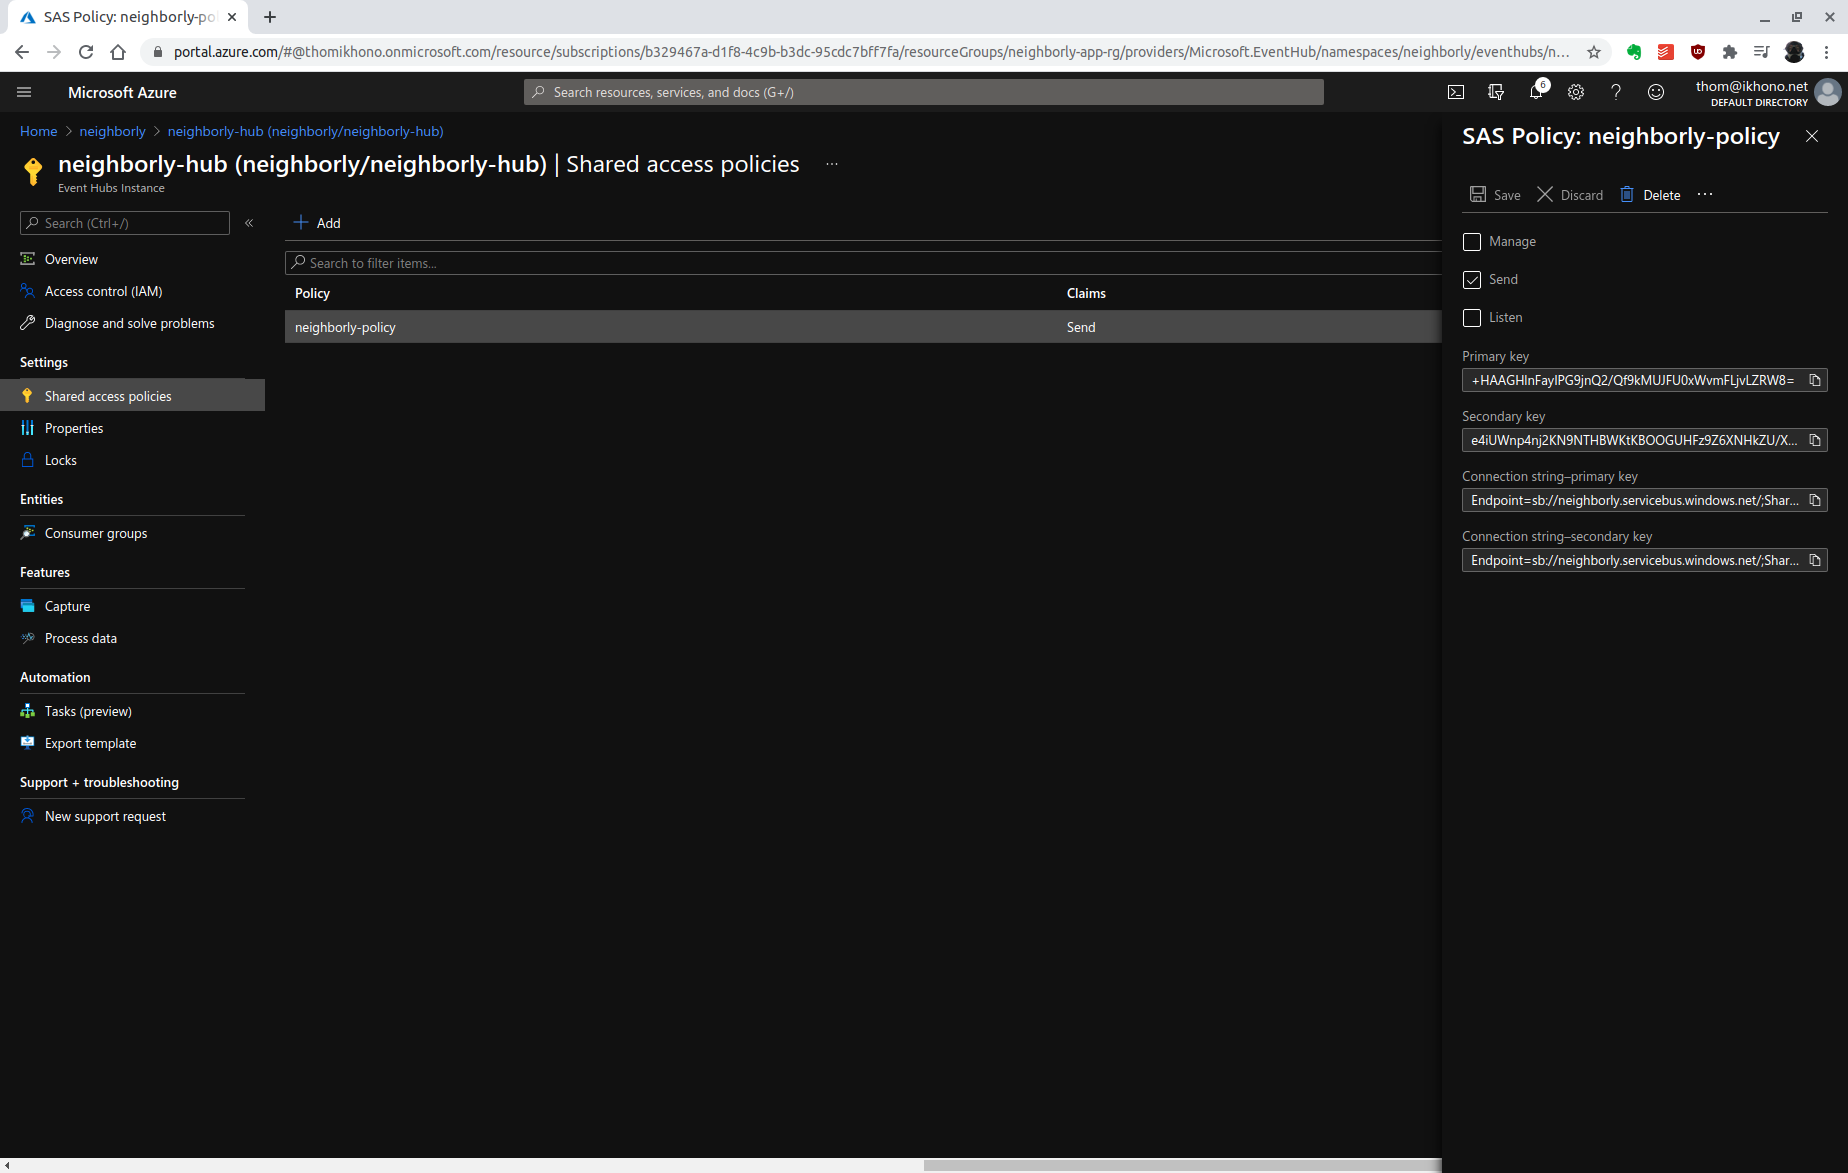 SAS Policy: neighborly-po
portal.azure.com/#@thomikhono.onmicrosoft.com/resource/subscriptions/b329467a-d1f8-4c9b-b3dc-95cdc7bff7fa/resourceGroups/neighborly-app-rg/providers/Microsoft.EventHub/namespaces/neighborly/eventhubs/n...
Microsoft Azure
Search resources, services, and docs (G+/)
6
thom@ikhono.net
DEFAULT DIRECTORY
Home > neighborly > neighborly-hub (neighborly/neighborly-hub)
neighborly-hub (neighborly/neighborly-hub) | Shared access policies ...
Event Hubs Instance
Search (Ctrl+/)
«
Overview
Access control (IAM)
Diagnose and solve problems
Settings
Shared access policies
Properties
Locks
Entities
Consumer groups
Features
Capture
Process data
Automation
Tasks (preview)
Export template
Support + troubleshooting
New support request
Add
Search to filter items...
Policy Claims
neighborly-policy Send
SAS Policy: neighborly-policy
Save Discard Delete ...
Manage
Send
Listen
Primary key
Secondary key
e4iUWnp4nj2KN9NTHBWKtKBOOGUHFz9Z6XNHkZU/X...
Connection string–primary key
Endpoint=sb://neighborly.servicebus.windows.net/;Shar...
Connection string–secondary key
Endpoint=sb://neighborly.servicebus.windows.net/;Shar...